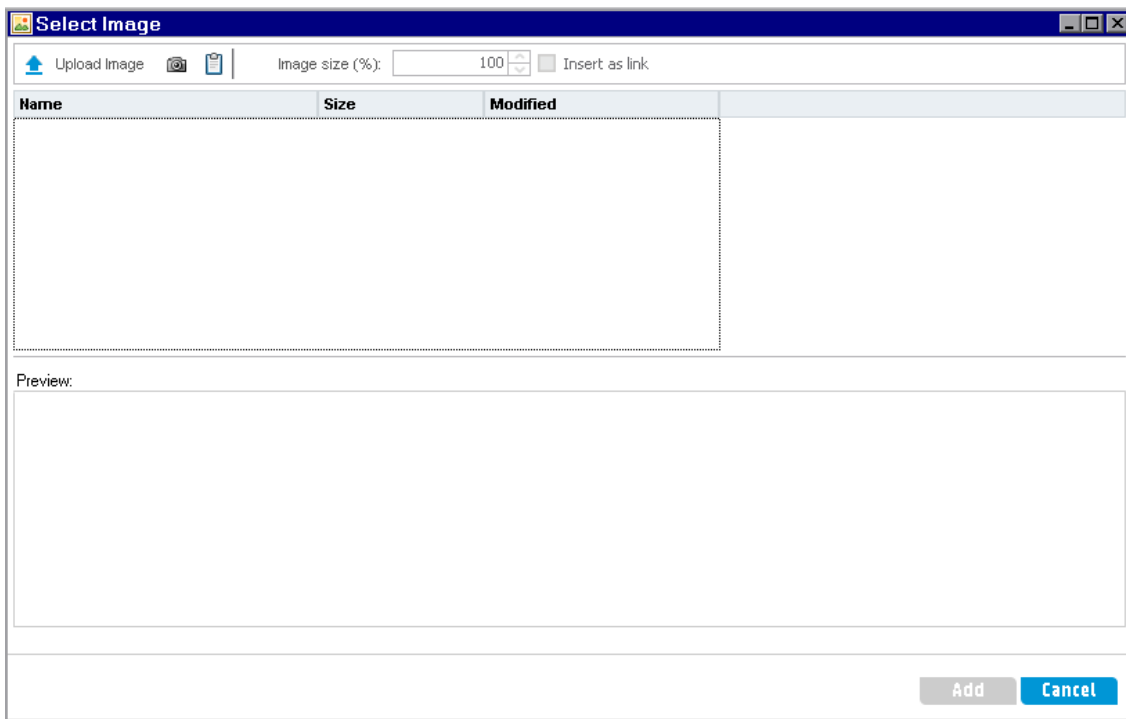 Select Image
Upload Image Image size (%): 100 Insert as link
Name Size Modified
Preview:
Add Cancel